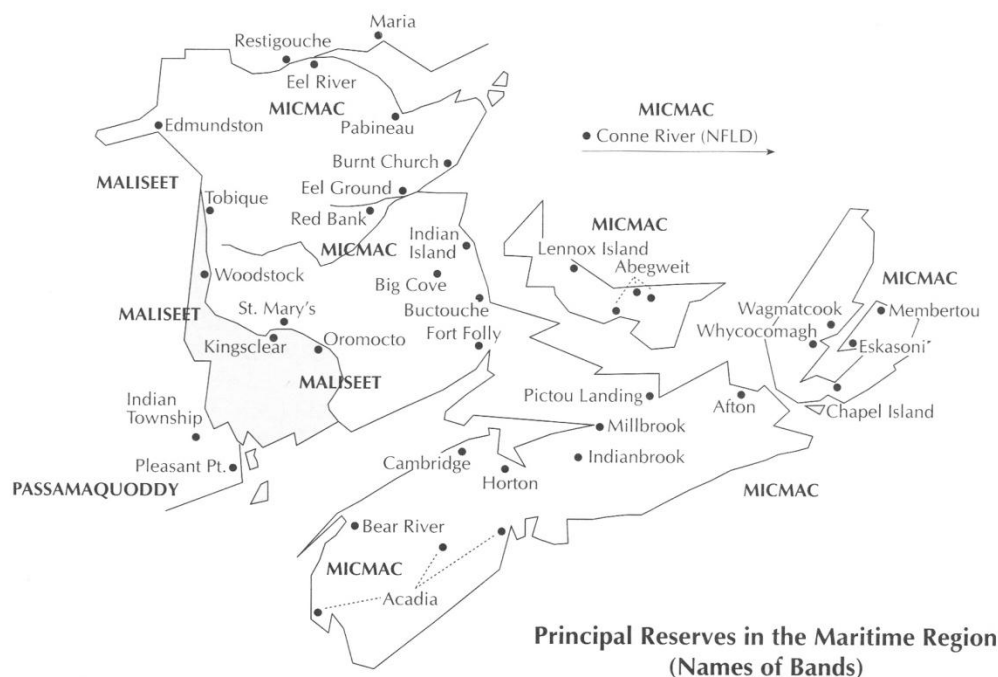 Maria
Restigouche
Eel River
MICMAC
MICMAC
Edmundston
Pabineau
Conne River (NFLD)
Burnt Church
MALISEET
Eel Ground
Tobique
Red Bank
MICMAC
Indian
Island
MICMAC
Lennox Island
Abegweit
Woodstock
Big Cove
MICMAC
Buctouche
Wagmatcook
Membertou
MALISEET
St. Mary's
Fort Folly
Whycocomagh
Eskasoni
Kingsclear
Oromocto
MALISEET
Pictou Landing
Afton
Chapel Island
Indian
Township
Millbrook
Cambridge
Indianbrook
Pleasant Pt.
Horton
PASSAMAQUODDY
MICMAC
Bear River
MICMAC
Acadia
Principal Reserves in the Maritime Region
(Names of Bands)